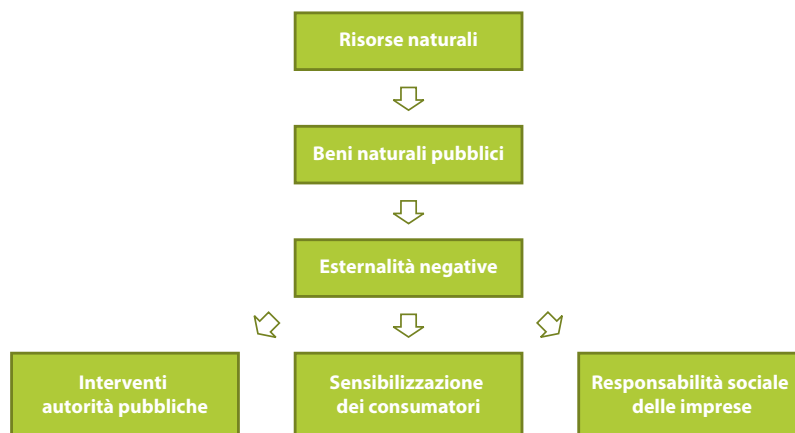 Risorse naturali
Beni naturali pubblici
Esternalità negative
Interventi
autorità pubbliche
Sensibilizzazione
dei consumatori
Responsabilità sociale
delle imprese